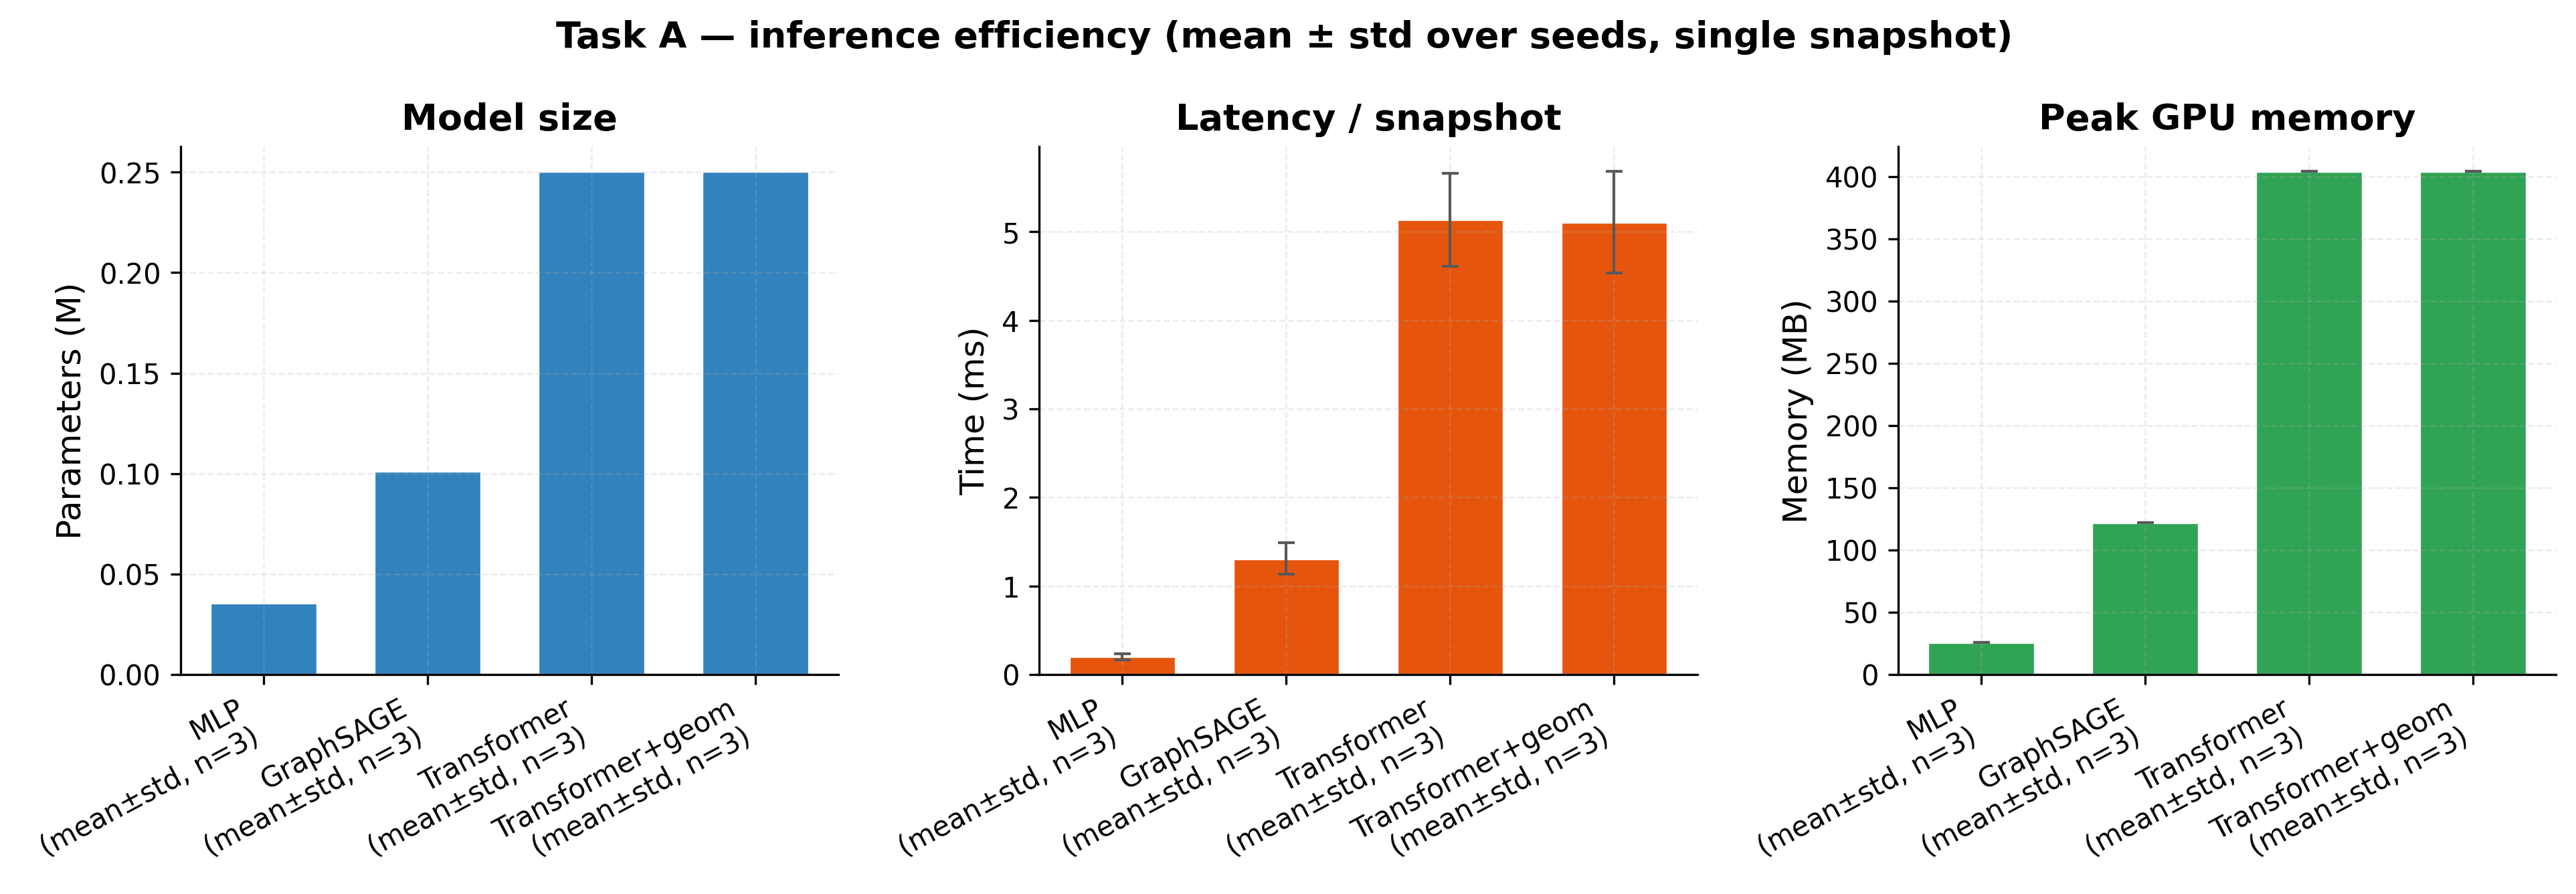 Task A — inference efficiency (mean ± std over seeds, single snapshot)
Model size
Parameters (M)
0.25
0.20
0.15
0.10
0.05
0.00
MLP
(mean±std, n=3)
GraphSAGE
(mean±std, n=3)
Transformer
(mean±std, n=3)
Transformer+geom
(mean±std, n=3)
Latency / snapshot
Time (ms)
5
4
3
2
1
0
MLP
(mean±std, n=3)
GraphSAGE
(mean±std, n=3)
Transformer
(mean±std, n=3)
Transformer+geom
(mean±std, n=3)
Peak GPU memory
Memory (MB)
400
350
300
250
200
150
100
50
0
MLP
(mean±std, n=3)
GraphSAGE
(mean±std, n=3)
Transformer
(mean±std, n=3)
Transformer+geom
(mean±std, n=3)